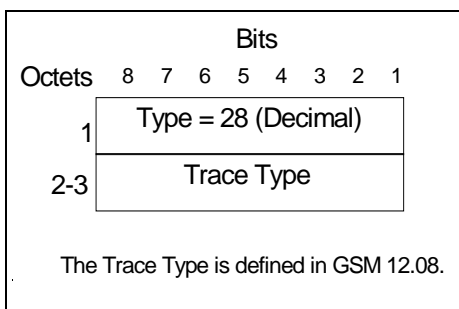 Bits
Octets 8 7 6 5 4 3 2 1
1 Type = 28 (Decimal)
2-3 Trace Type
The Trace Type is defined in GSM 12.08.